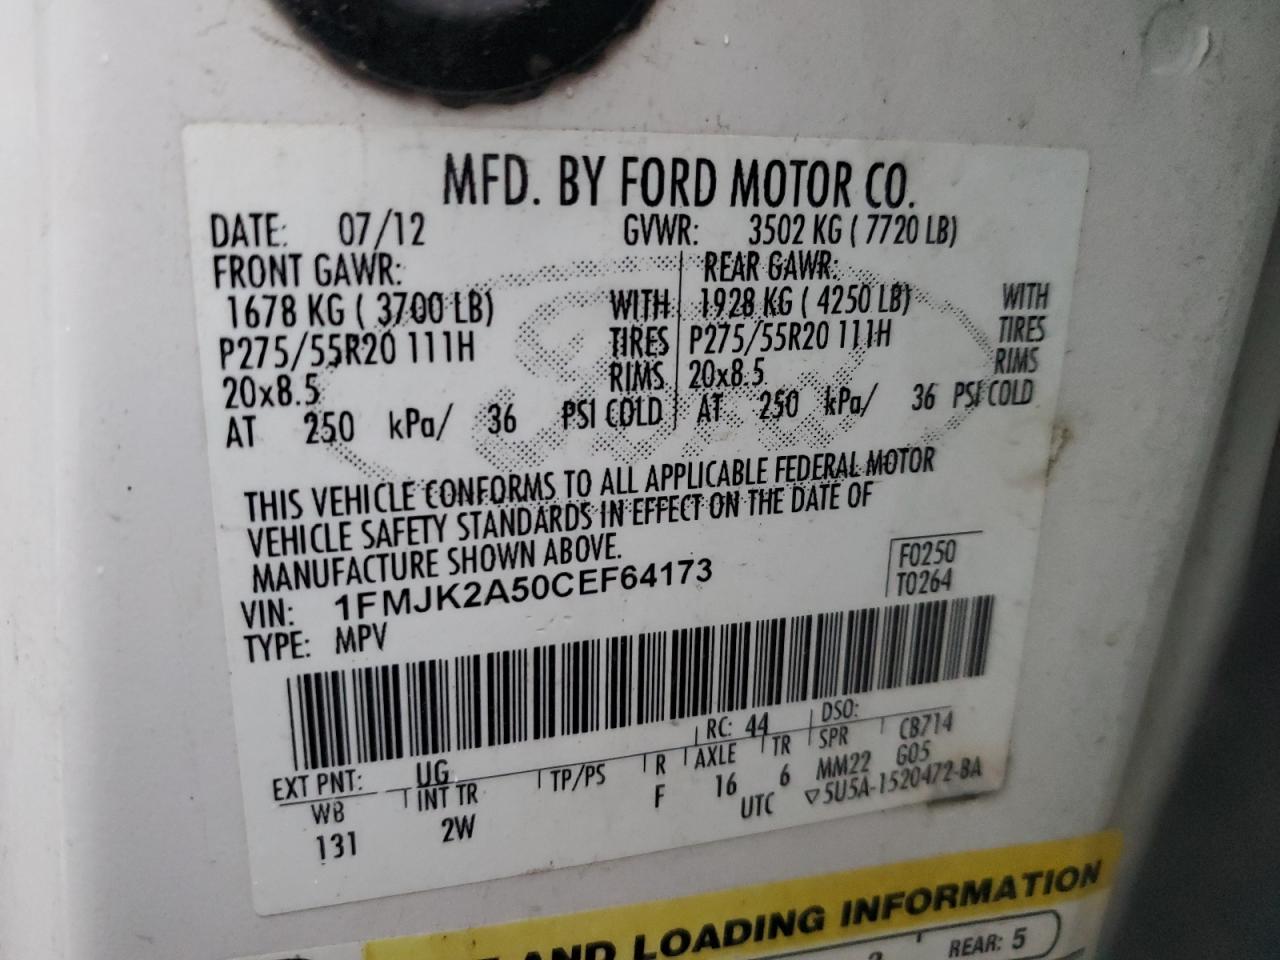 MFD. BY FORD MOTOR CO.
DATE: 07/12 GVWR: 3502 KG ( 7720 LB)
FRONT GAWR: REAR GAWR:
1678 KG ( 3700 LB) WITH 1928 KG ( 4250 LB) WITH
P275/55R20 111H TIRES P275/55R20 111H TIRES
20x8.5 RIMS 20x8.5 RIMS
AT 250 kPa/ 36 PSI COLD AT 250 kPa/ 36 PSI COLD
THIS VEHICLE CONFORMS TO ALL APPLICABLE FEDERAL MOTOR
VEHICLE SAFETY STANDARDS IN EFFECT ON THE DATE OF
MANUFACTURE SHOWN ABOVE.
VIN: 1FMJK2A50CEF64173 F0250
TYPE: MPV T0264
EXT PNT: UG RC: 44 DSO:
WB INT TR TP/PS R AXLE TR SPR CB714
131 2W F 16 6 MM22 G05
UTC ▽5U5A-1520472-BA
AND LOADING INFORMATION
REAR: 5